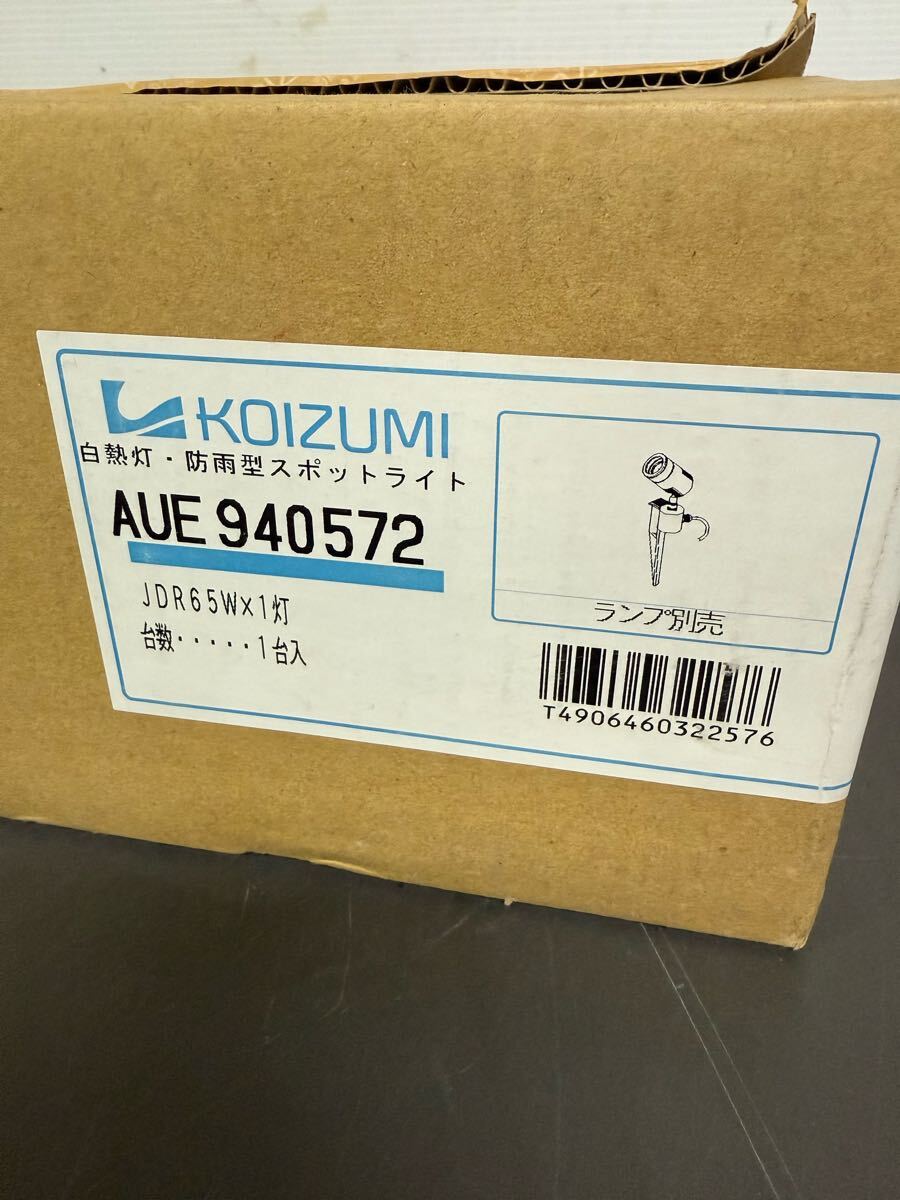 KOIZUMI
白熱灯・防雨型スポットライト
AUE 940572
JDR65W×1灯
台数・・・・・1台入
ランプ別売
T4906460322576